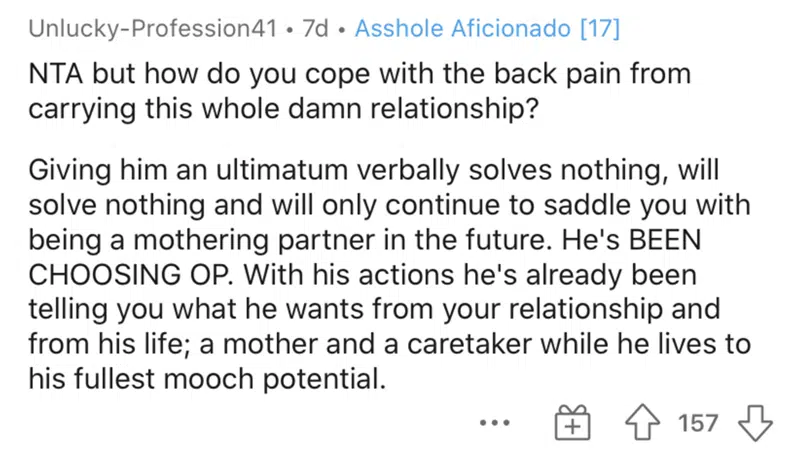 Unlucky-Profession41 • 7d • Asshole Aficionado [17]
NTA but how do you cope with the back pain from
carrying this whole damn relationship?
Giving him an ultimatum verbally solves nothing, will
solve nothing and will only continue to saddle you with
being a mothering partner in the future. He's BEEN
CHOOSING OP. With his actions he's already been
telling you what he wants from your relationship and
from his life; a mother and a caretaker while he lives to
his fullest mooch potential.
157